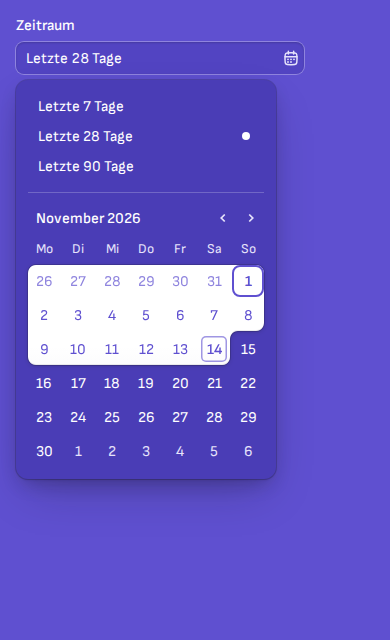 Zeitraum
Letzte 28 Tage
Letzte 7 Tage
Letzte 28 Tage
Letzte 90 Tage
November 2026
Mo Di Mi Do Fr Sa So
26 27 28 29 30 31 1
2 3 4 5 6 7 8
9 10 11 12 13 14 15
16 17 18 19 20 21 22
23 24 25 26 27 28 29
30 1 2 3 4 5 6